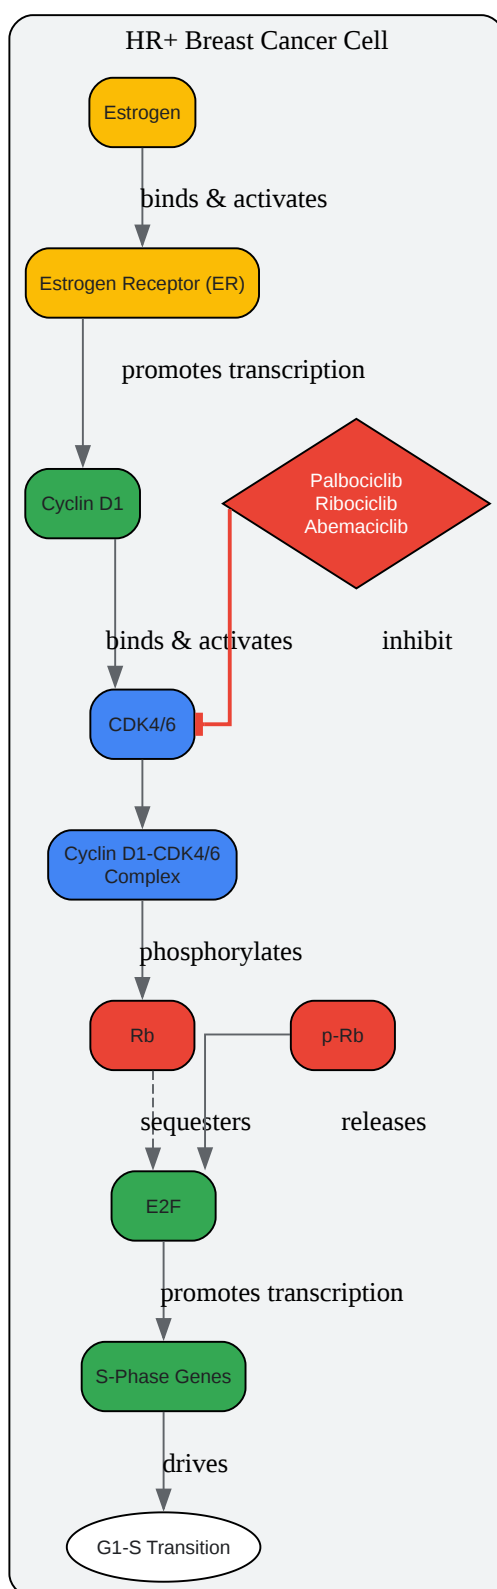 HR+ Breast Cancer Cell
Estrogen
binds & activates
Estrogen Receptor (ER)
promotes transcription
Cyclin D1
Palbociclib
Ribociclib
Abemaciclib
binds & activates
inhibit
CDK4/6
Cyclin D1-CDK4/6
Complex
phosphorylates
Rb
p-Rb
sequesters
releases
E2F
promotes transcription
S-Phase Genes
drives
G1-S Transition